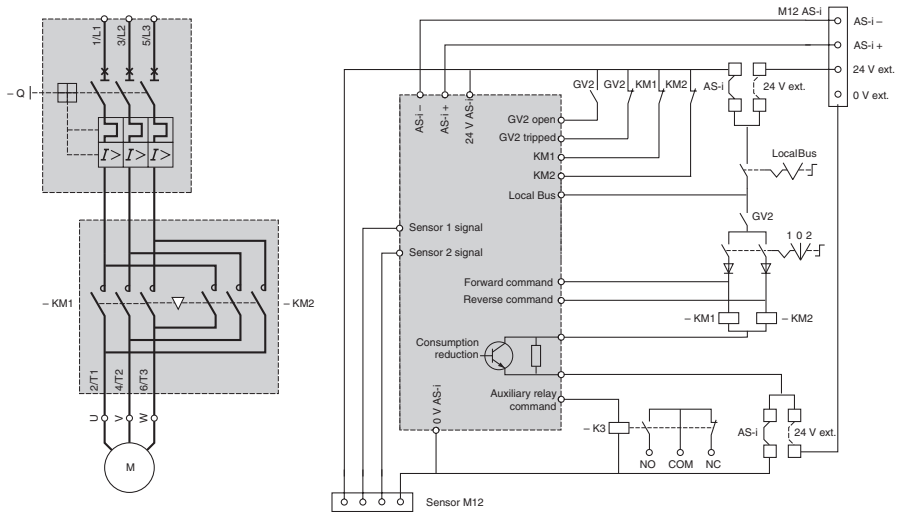 1/L1
3/L2
5/L3
– Q
I >
I >
I >
– KM1
– KM2
2/T1
4/T2
6/T3
U
V
W
M
M12 AS-i
AS-i –
AS-i +
24 V ext.
0 V ext.
AS-i –
AS-i +
24 V AS-i
GV2
GV2
KM1
KM2
AS-i
24 V ext.
GV2 open
GV2 tripped
KM1
KM2
Local Bus
LocalBus
GV2
1 0 2
Sensor 1 signal
Sensor 2 signal
Forward command
Reverse command
– KM1
– KM2
Consumption
reduction
Auxiliary relay
command
0 V AS-i
– K3
NO
COM
NC
AS-i
24 V ext.
Sensor M12